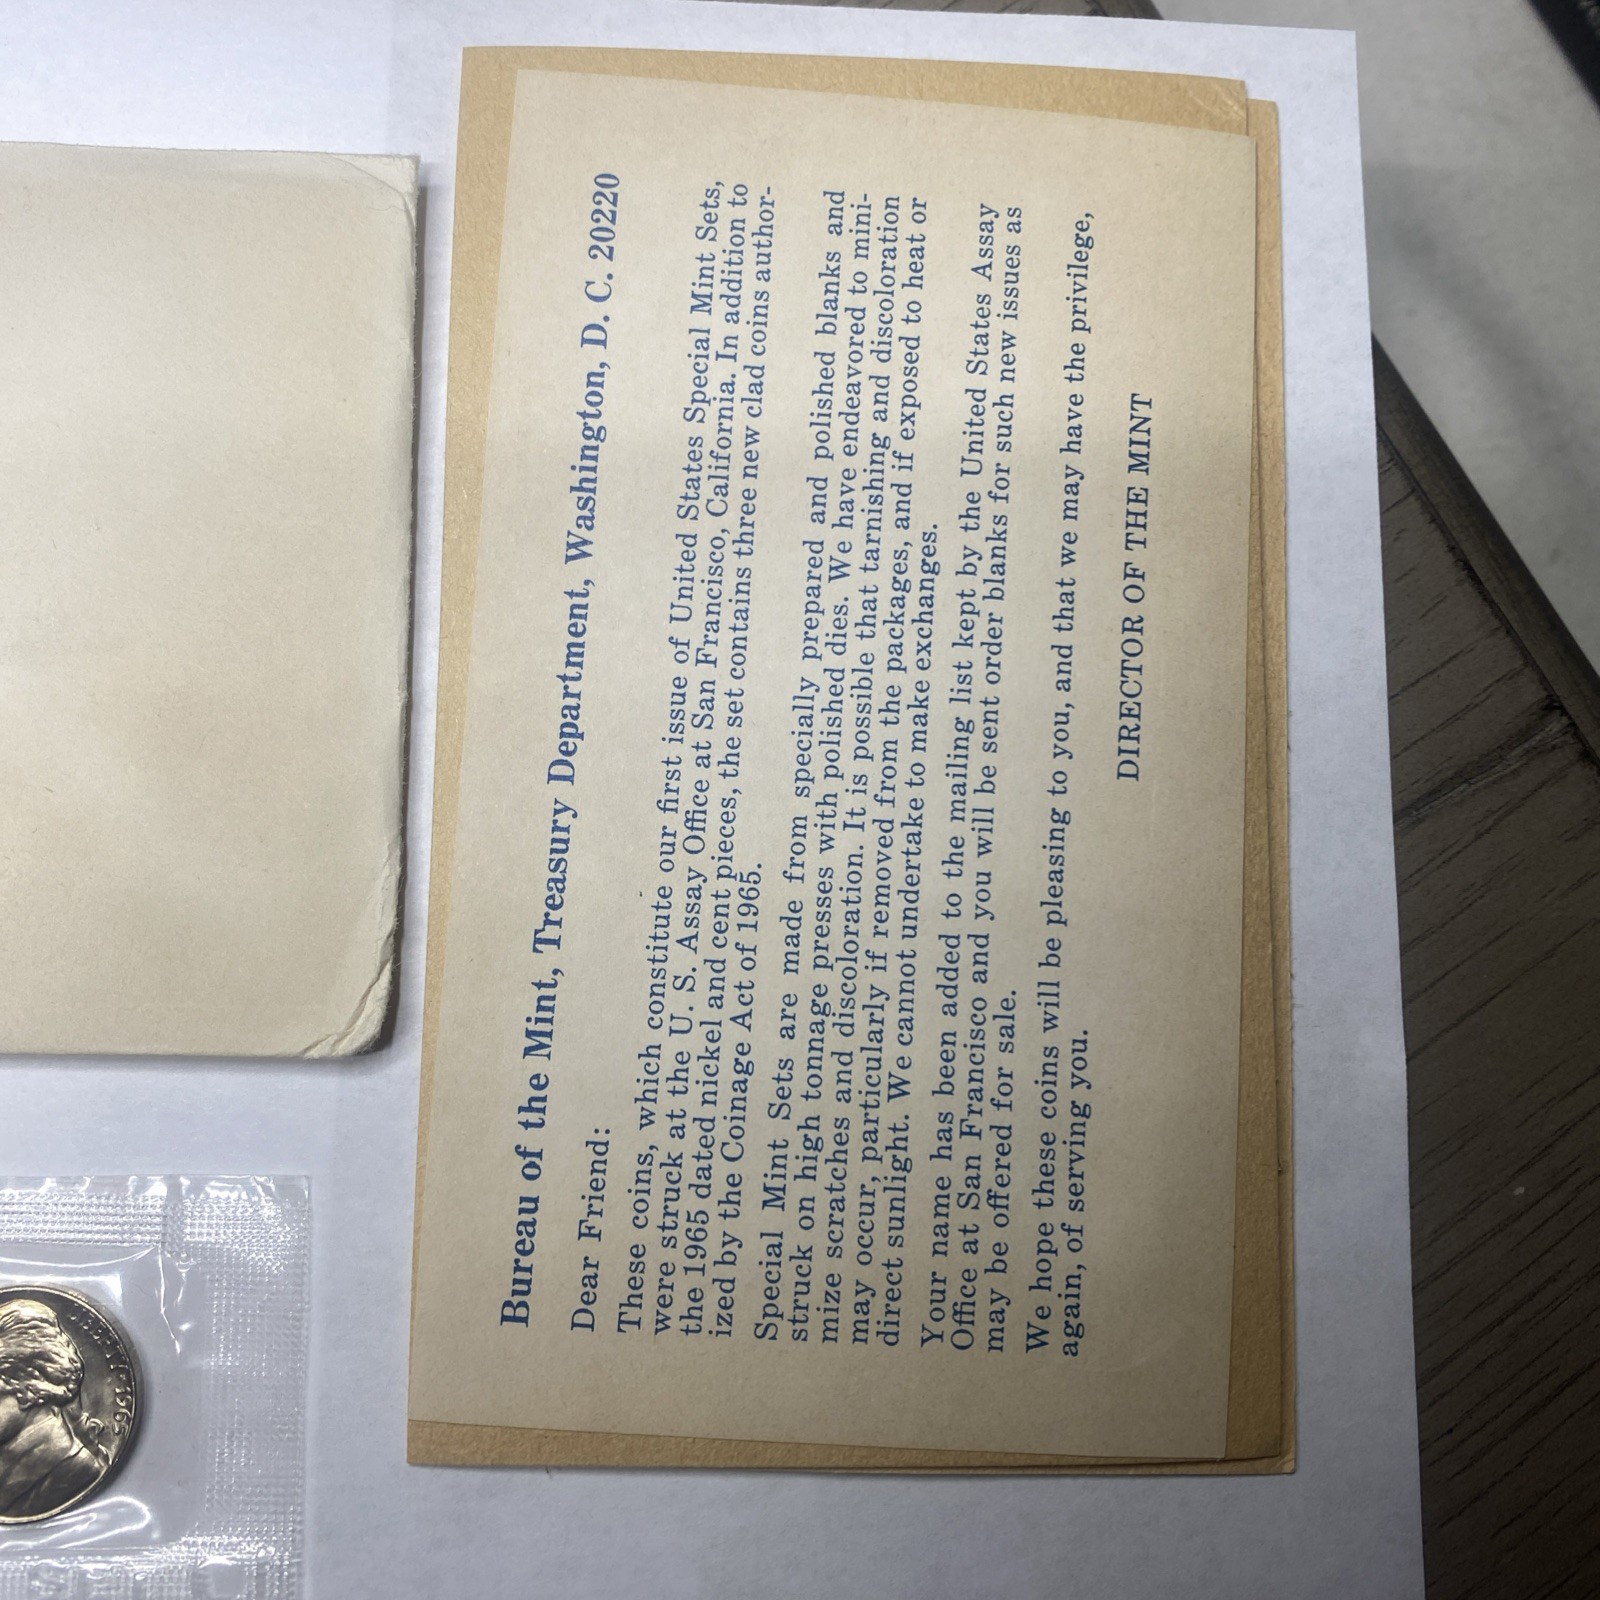 Bureau of the Mint, Treasury Department, Washington, D. C. 20220
Dear Friend:
These coins, which constitute our first issue of United States Special Mint Sets,
were struck at the U. S. Assay Office at San Francisco, California. In addition to
the 1965 dated nickel and cent pieces, the set contains three new clad coins author-
ized by the Coinage Act of 1965.
Special Mint Sets are made from specially prepared and polished blanks and
struck on high tonnage presses with polished dies. We have endeavored to mini-
mize scratches and discoloration. It is possible that tarnishing and discoloration
may occur, particularly if removed from the packages, and if exposed to heat or
direct sunlight. We cannot undertake to make exchanges.
Your name has been added to the mailing list kept by the United States Assay
Office at San Francisco and you will be sent order blanks for such new issues as
may be offered for sale.
We hope these coins will be pleasing to you, and that we may have the privilege,
again, of serving you.
DIRECTOR OF THE MINT
LIBERTY 1965